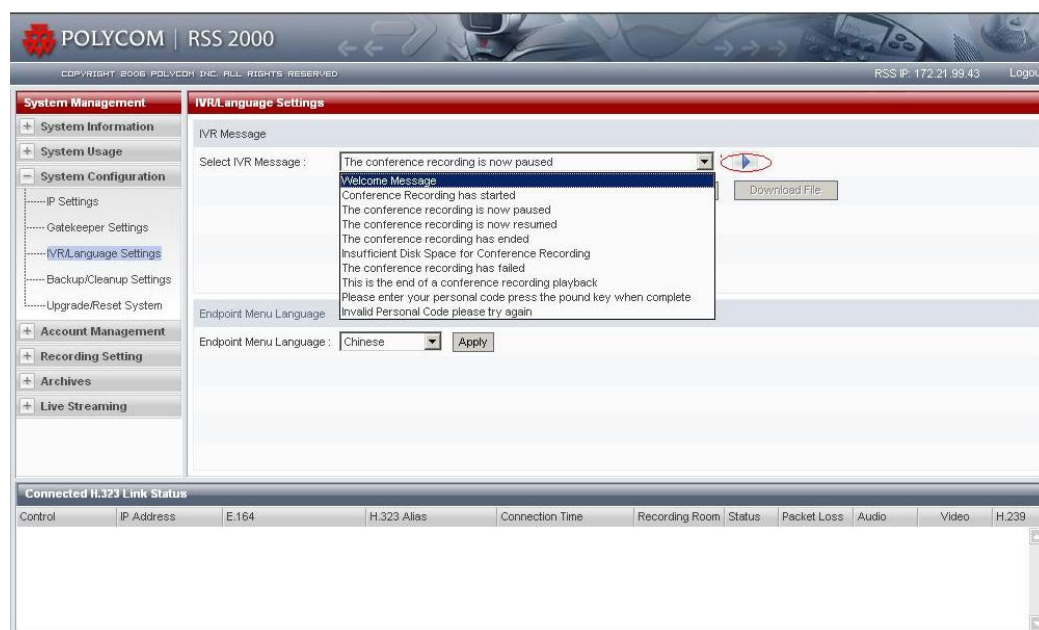 POLYCOM | RSS 2000
COPYRIGHT 2006 POLYCOM INC. ALL RIGHTS RESERVED
RSS IP: 172.21.99.43
System Management
System Information
System Usage
System Configuration
IP Settings
Gatekeeper Settings
IVR/Language Settings
Backup/Cleanup Settings
Upgrade/Reset System
Account Management
Recording Setting
Archives
Live Streaming
IVR/Language Settings
IVR Message
Select IVR Message :
The conference recording is now paused
Welcome Message
Conference Recording has started
The conference recording is now paused
The conference recording is now resumed
The conference recording has ended
Insufficient Disk Space for Conference Recording
The conference recording has failed
This is the end of a conference recording playback
Please enter your personal code press the pound key when complete
Invalid Personal Code please try again
Download File
Endpoint Menu Language
Endpoint Menu Language : Chinese Apply
Connected H.323 Link Status
Control IP Address E.164 H.323 Alias Connection Time Recording Room Status Packet Loss Audio Video H.239